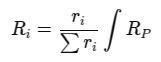 R_i = \frac{r_i}{\sum r_i} \int R_P